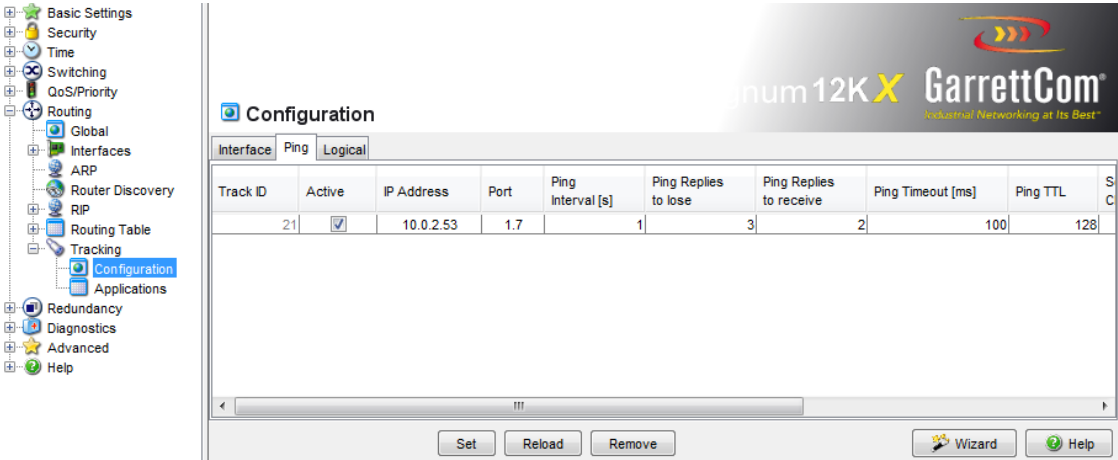 Basic Settings
Security
Time
Switching
QoS/Priority
Routing
Global
Interfaces
ARP
Router Discovery
RIP
Routing Table
Tracking
Configuration
Applications
Redundancy
Diagnostics
Advanced
Help
12K X
GarrettCom®
Industrial Networking at Its Best™
Configuration
Interface Ping Logical
Track ID Active IP Address Port Ping Interval [s] Ping Replies to lose Ping Replies to receive Ping Timeout [ms] Ping TTL
21 10.0.2.53 1.7 1 3 2 100 128
Set Reload Remove Wizard Help